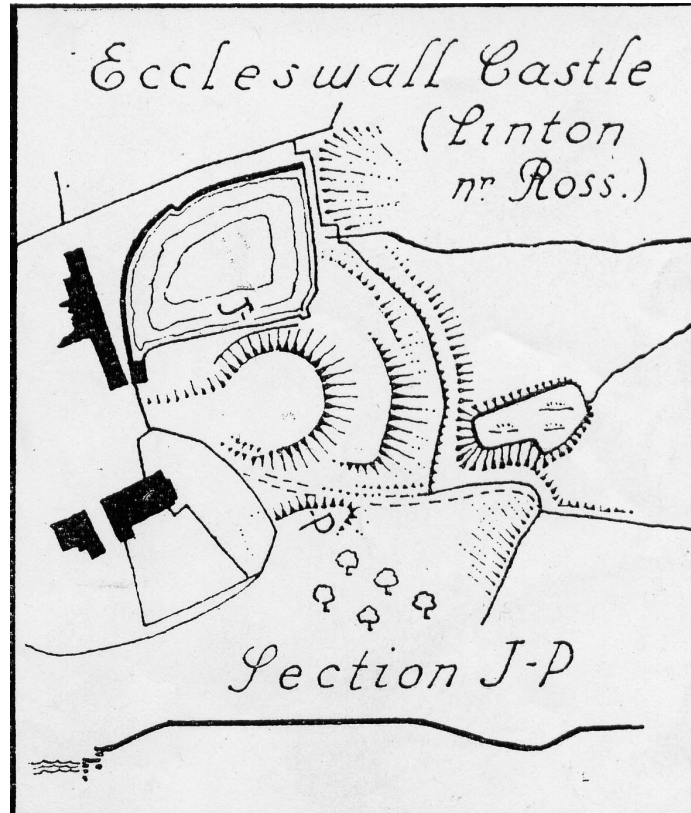 Eccleswall Castle
(Linton
nr Ross.)
J-
P
Section J-P